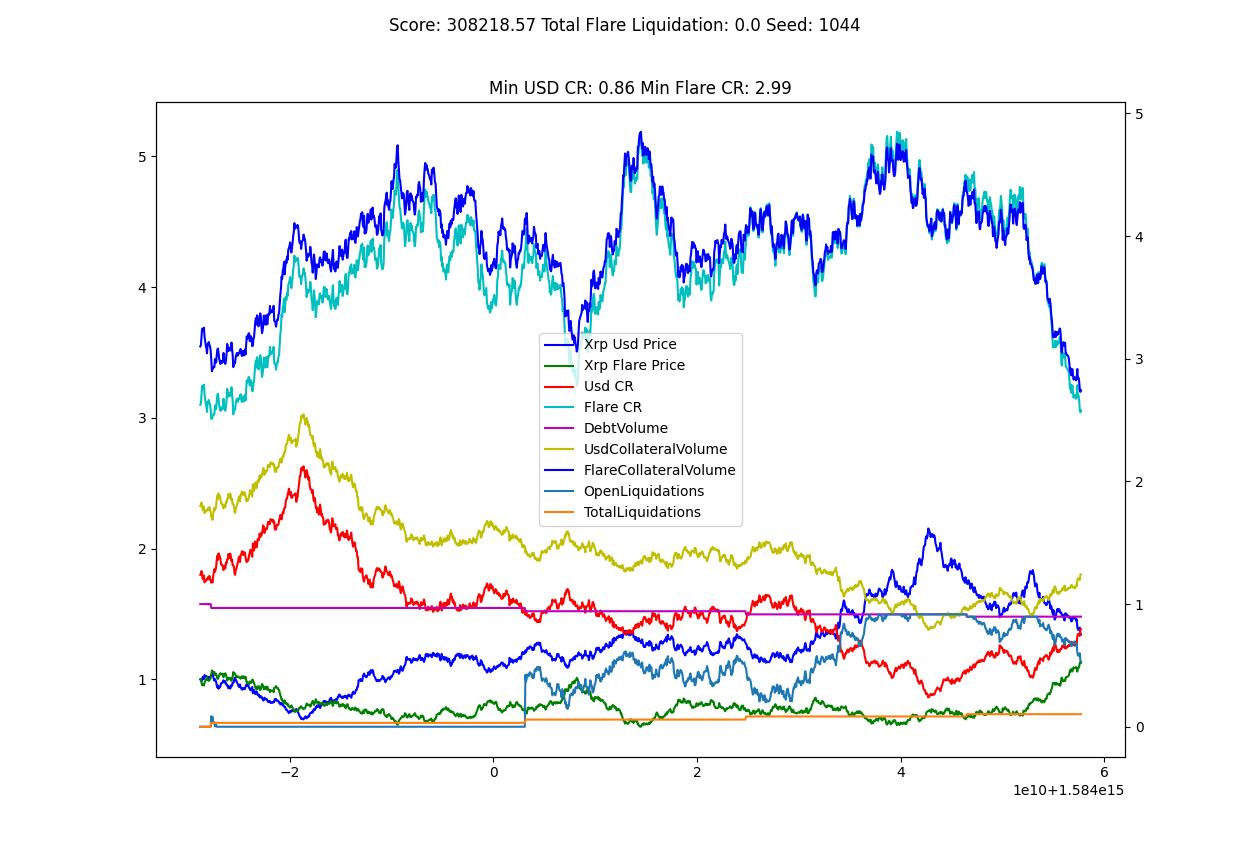 Score: 308218.57 Total Flare Liquidation: 0.0 Seed: 1044
Min USD CR: 0.86 Min Flare CR: 2.99
5
4
3
2
1
5
4
3
2
1
0
Xrp Usd Price
Xrp Flare Price
Usd CR
Flare CR
DebtVolume
UsdCollateralVolume
FlareCollateralVolume
OpenLiquidations
TotalLiquidations
−2 0 2 4 6
1e10+1.584e15